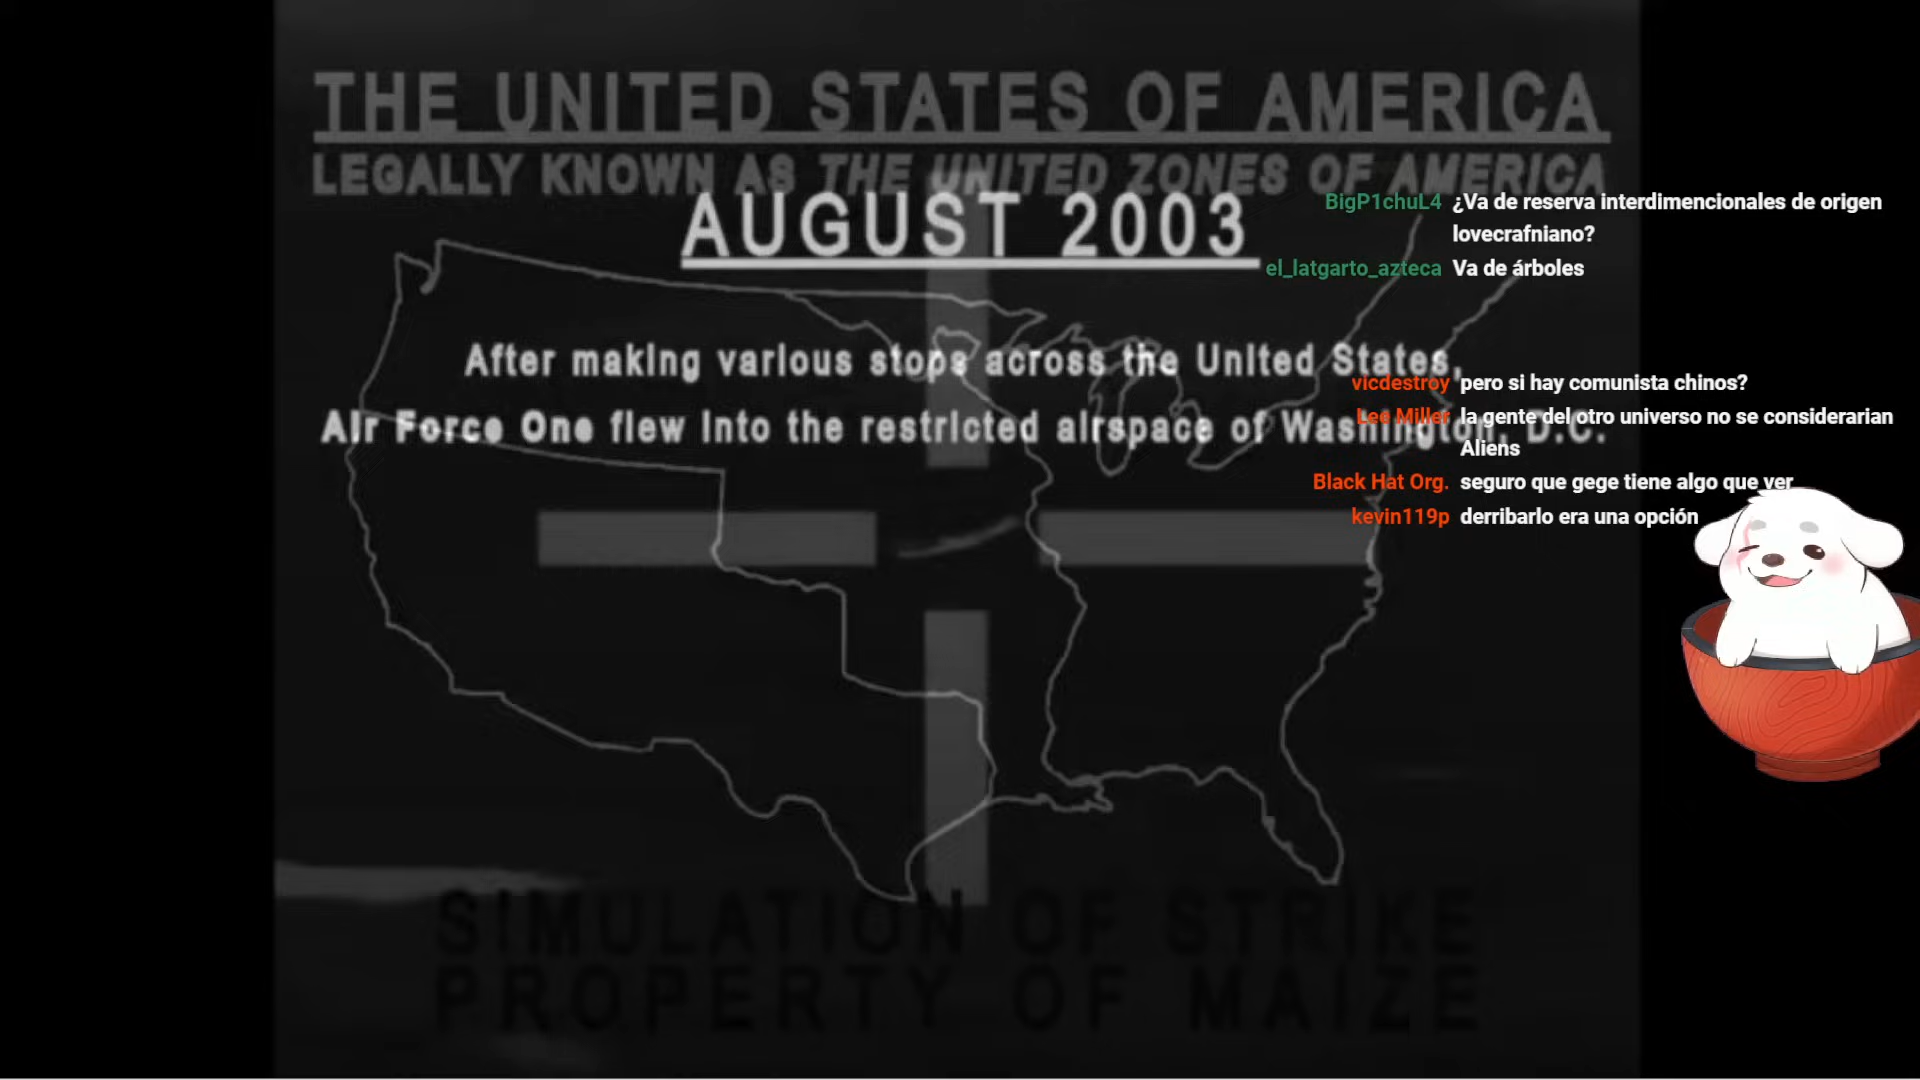 THE UNITED STATES OF AMERICA
LEGALLY KNOWN AS THE UNITED ZONES OF AMERICA
AUGUST 2003
After making various stops across the United States,
Air Force One flew into the restricted airspace of Washington, D.C.
SIMULATION OF STRIKE
PROPERTY OF MAIZE
BigP1chuL4 ¿Va de reserva interdimencionales de origen
lovecrafniano?
el_latgarto_azteca Va de árboles
vicdestroy pero si hay comunista chinos?
Lee Miller la gente del otro universo no se considerarian
Aliens
Black Hat Org. seguro que gege tiene algo que ver
kevin119p derribarlo era una opción